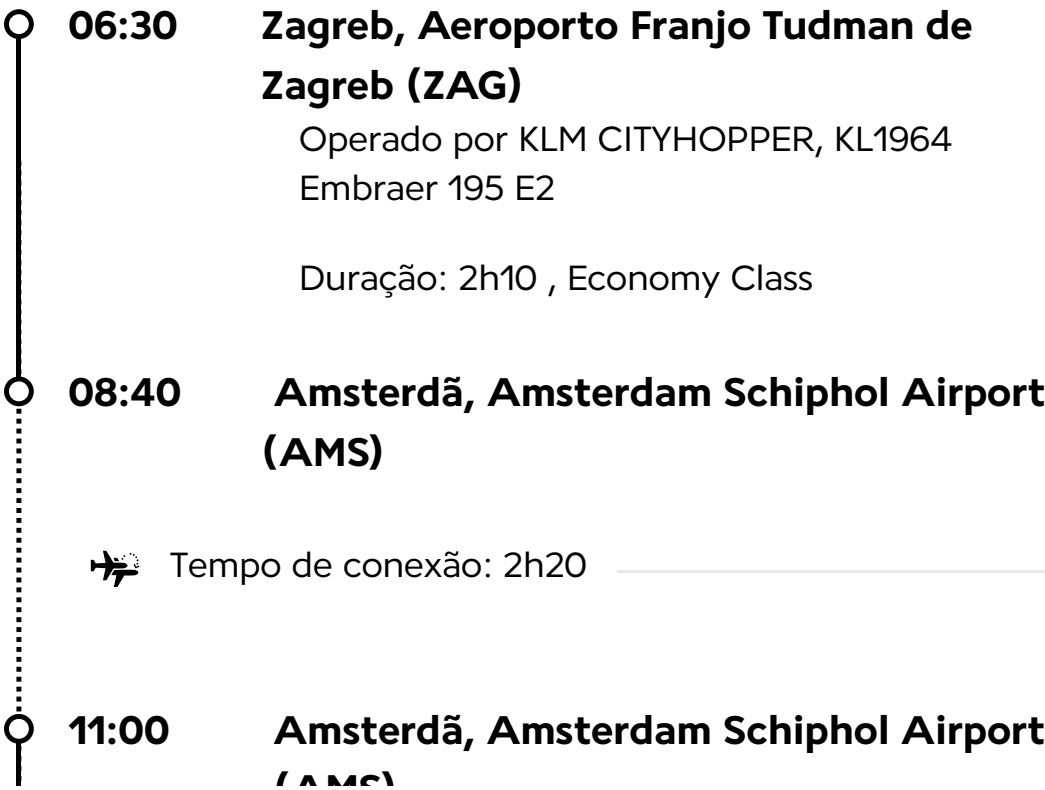 06:30 Zagreb, Aeroporto Franjo Tudman de
Zagreb (ZAG)
Operado por KLM CITYHOPPER, KL1964
Embraer 195 E2
Duração: 2h10 , Economy Class
08:40 Amsterdã, Amsterdam Schiphol Airport
(AMS)
Tempo de conexão: 2h20
11:00 Amsterdã, Amsterdam Schiphol Airport
(AMS)